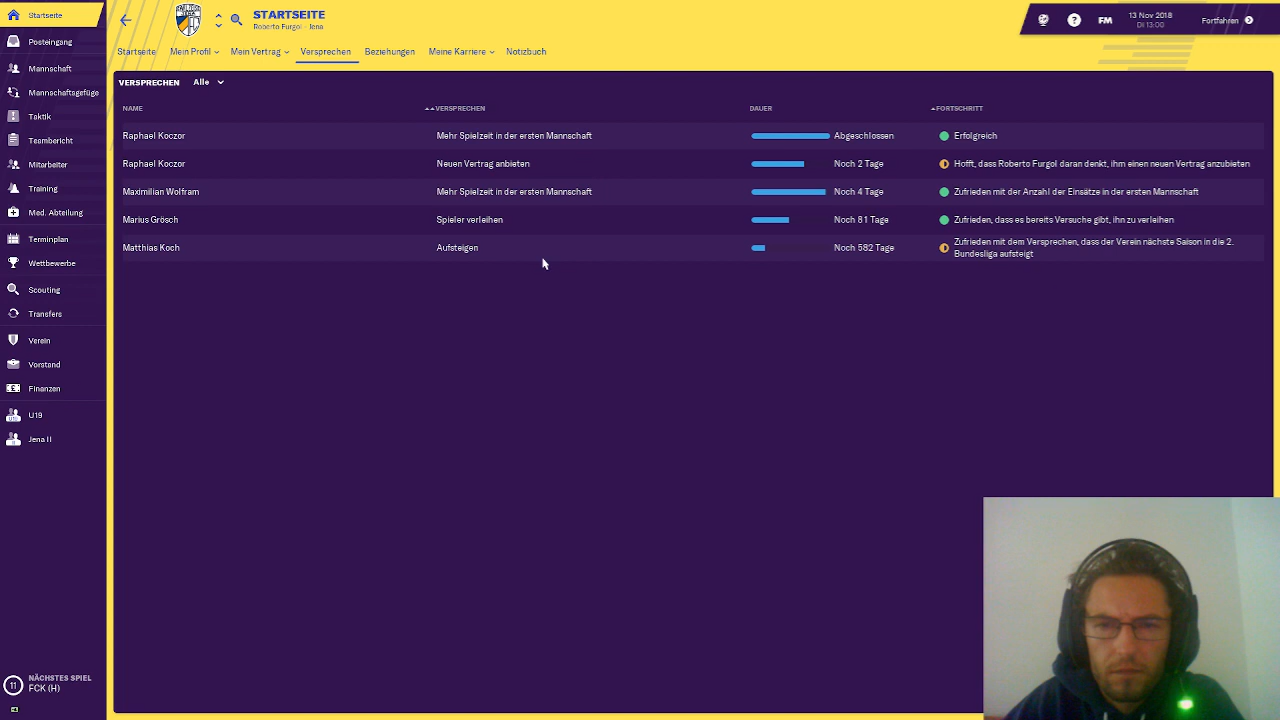 Startseite
STARTSEITE
Roberto Furgol - Jena
13 Nov 2018
Di 13:00
Fortfahren
FM
Posteingang
Startseite
Mein Profil
Mein Vertrag
Versprechen
Beziehungen
Meine Karriere
Notizbuch
Mannschaft
Mannschaftsgefüge
Taktik
Teambericht
Mitarbeiter
Training
Med. Abteilung
Terminplan
Wettbewerbe
Scouting
Transfers
Verein
Vorstand
Finanzen
U19
Jena II
NÄCHSTES SPIEL
11
FCK (H)
VERSPRECHEN Alle
NAME VERSPRECHEN DAUER FORTSCHRITT
Raphael Koczor Mehr Spielzeit in der ersten Mannschaft Abgeschlossen Erfolgreich
Raphael Koczor Neuen Vertrag anbieten Noch 2 Tage Hofft, dass Roberto Furgol daran denkt, ihm einen neuen Vertrag anzubieten
Maximilian Wolfram Mehr Spielzeit in der ersten Mannschaft Noch 4 Tage Zufrieden mit der Anzahl der Einsätze in der ersten Mannschaft
Marius Grösch Spieler verleihen Noch 81 Tage Zufrieden, dass es bereits Versuche gibt, ihn zu verleihen
Matthias Koch Aufsteigen Noch 582 Tage Zufrieden mit dem Versprechen, dass der Verein nächste Saison in die 2.
Bundesliga aufsteigt